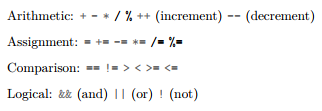 Arithmetic: + - * / % ++ (increment) -- (decrement)
Assignment: = += -= *= /= %=
Comparison: == != > < >= <=
Logical: && (and) || (or) ! (not)